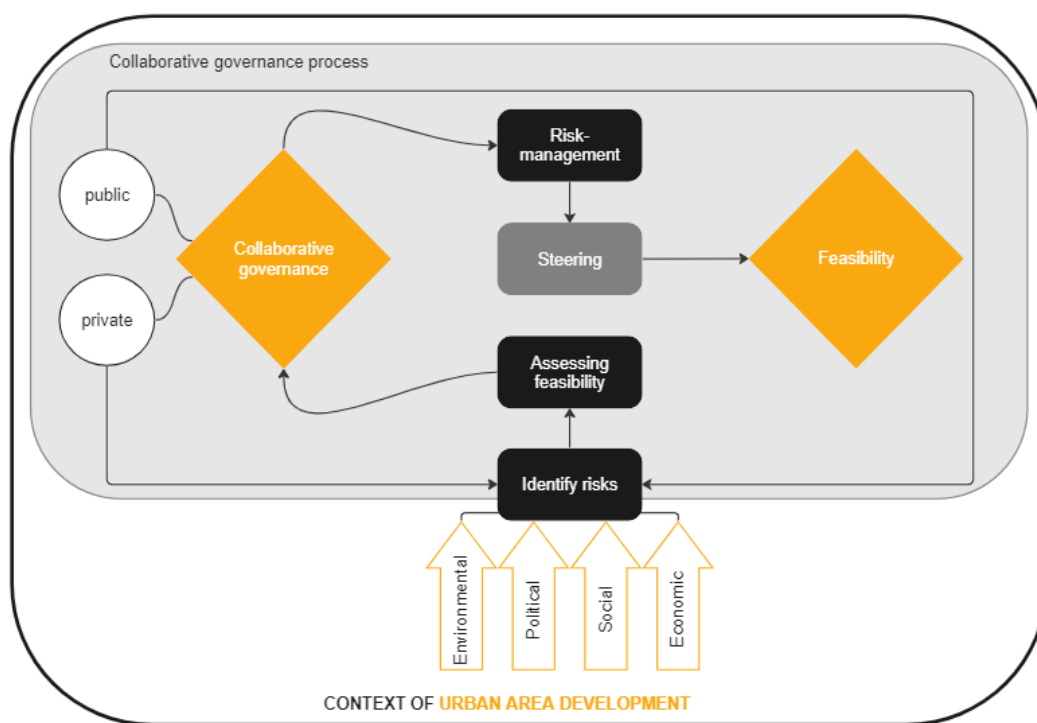 Collaborative governance process
public
private
Collaborative
governance
Risk-
management
Steering
Feasibility
Assessing
feasibility
Identify risks
Environmental
Political
Social
Economic
CONTEXT OF URBAN AREA DEVELOPMENT